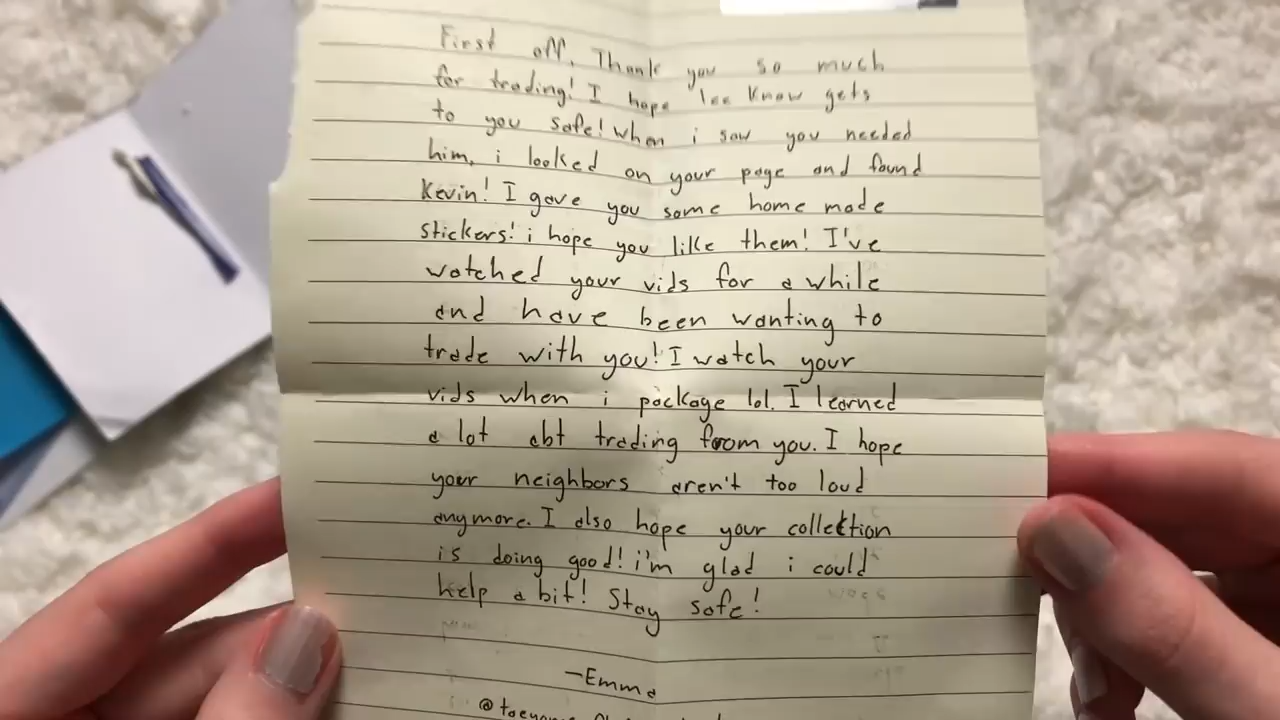 First off, Thank you so much
for trading! I hope lee know gets
to you safe! When i saw you needed
him, i looked on your page and found
Kevin! I gave you some home made
stickers! i hope you like them! I've
watched your vids for a while
and have been wanting to
trade with you! I watch your
vids when i package lol. I learned
a lot abt trading from you. I hope
your neighbors aren't too loud
anymore. I also hope your collection
is doing good! i'm glad i could
help a bit! Stay safe!
-Emma